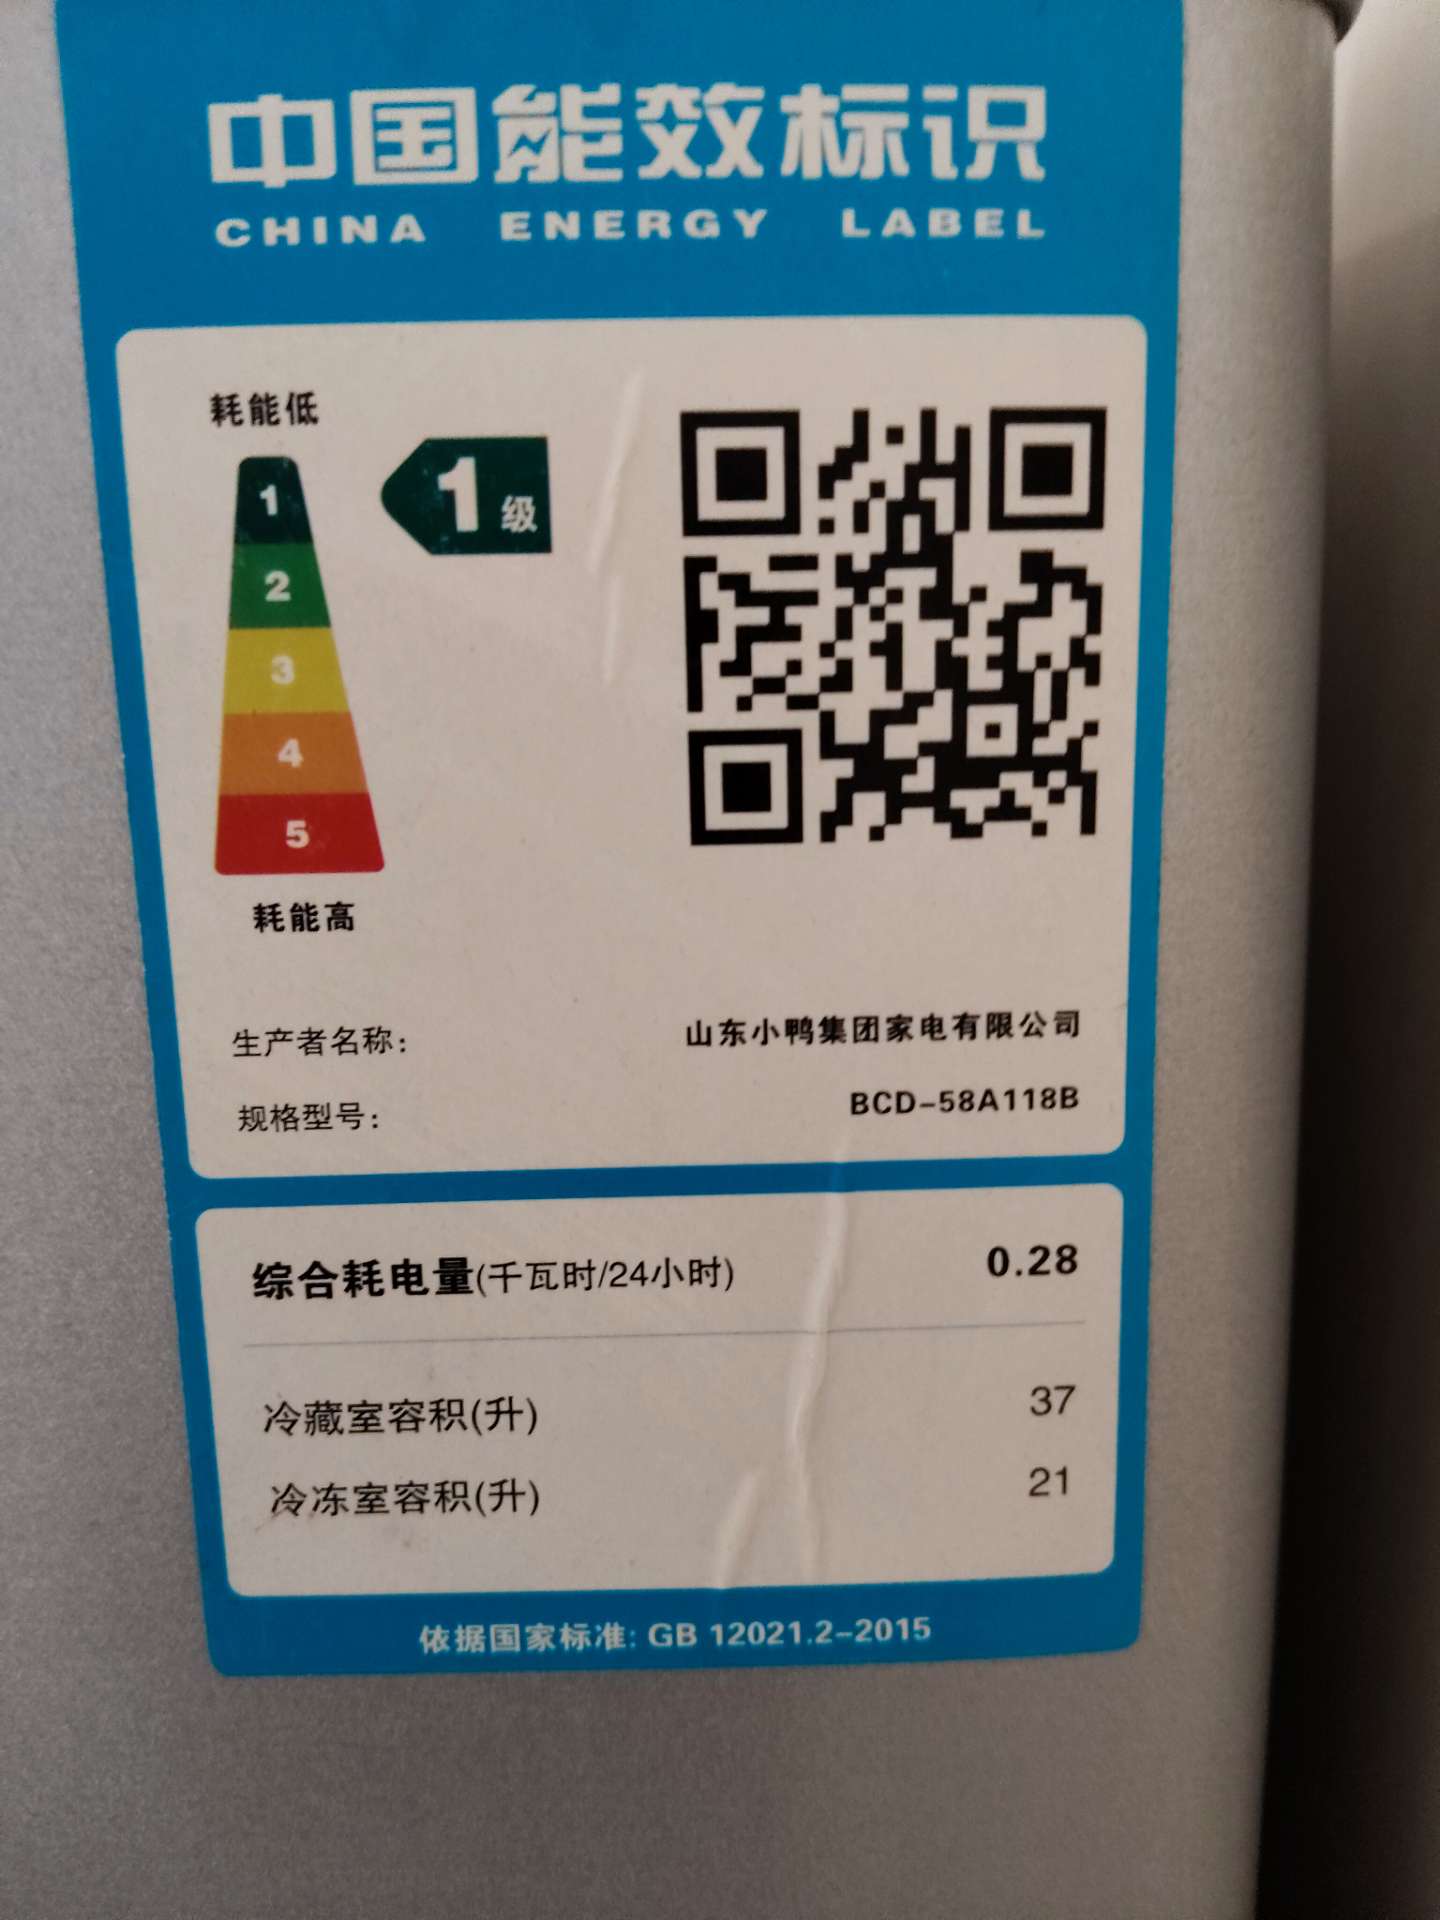 中国能效标识
CHINA ENERGY LABEL
耗能低
1
1级
2
3
4
5
耗能高
生产者名称： 山东小鸭集团家电有限公司
规格型号： BCD-58A118B
综合耗电量(千瓦时/24小时) 0.28
冷藏室容积(升) 37
冷冻室容积(升) 21
依据国家标准: GB 12021.2-2015